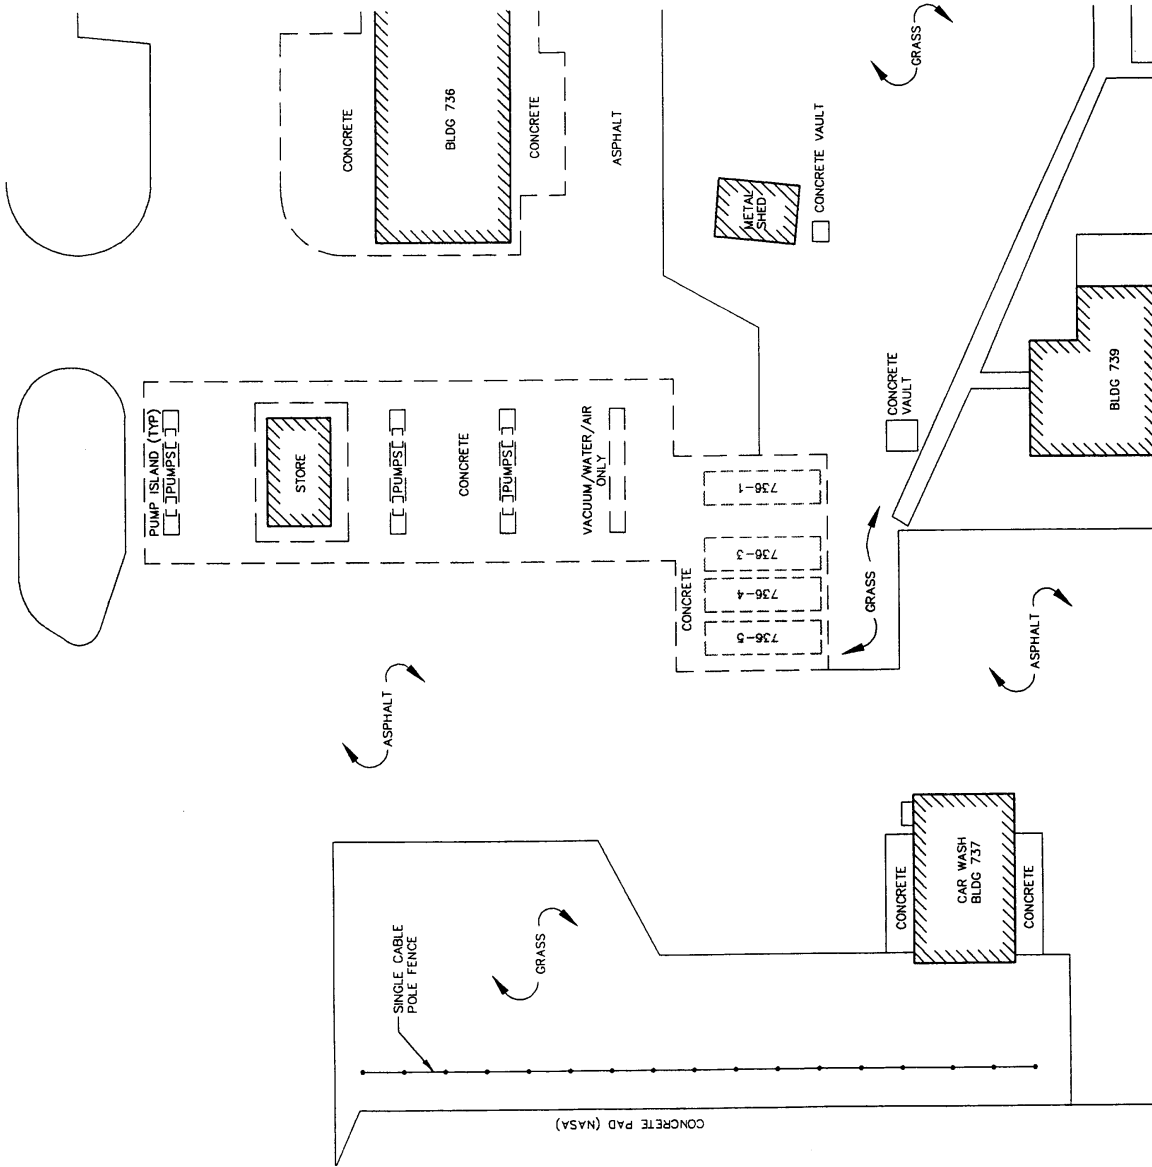 CONCRETE
BLDG 736
CONCRETE
ASPHALT
GRASS
CONCRETE VAULT
METAL
SHED
CONCRETE
VAULT
BLDG 739
PUMP ISLAND (TYP)
PUMPS
STORE
PUMPS
CONCRETE
PUMPS
VACUUM/WATER/AIR
ONLY
736-1
736-3
736-4
736-5
CONCRETE
GRASS
ASPHALT
ASPHALT
CONCRETE
CAR WASH
BLDG 737
CONCRETE
GRASS
SINGLE CABLE
POLE FENCE
CONCRETE PAD (NASA)